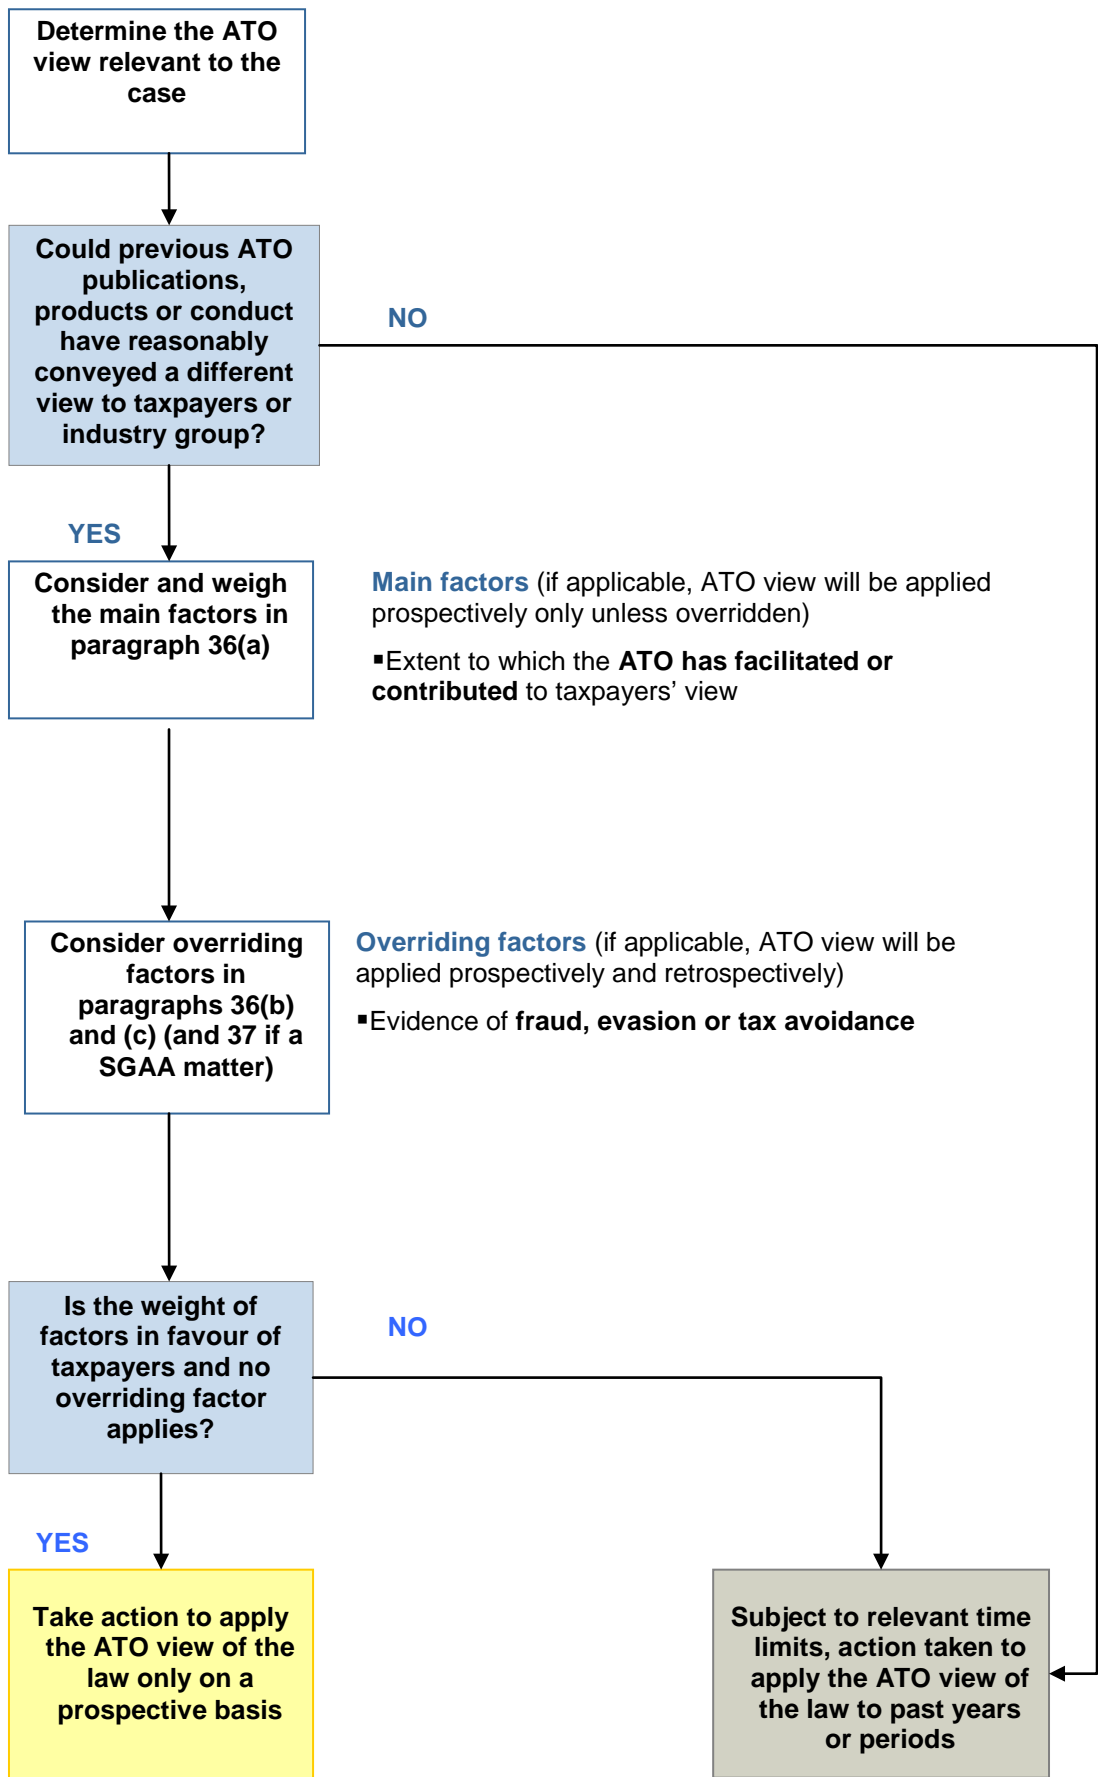 Determine the ATO
view relevant to the
case
Could previous ATO
publications,
products or conduct
have reasonably
conveyed a different
view to taxpayers or
industry group?
NO
YES
Consider and weigh
the main factors in
paragraph 36(a)
Main factors (if applicable, ATO view will be applied
prospectively only unless overridden)
▪Extent to which the ATO has facilitated or
contributed to taxpayers’ view
Consider overriding
factors in
paragraphs 36(b)
and (c) (and 37 if a
SGAA matter)
Overriding factors (if applicable, ATO view will be
applied prospectively and retrospectively)
▪Evidence of fraud, evasion or tax avoidance
Is the weight of
factors in favour of
taxpayers and no
overriding factor
applies?
NO
YES
Take action to apply
the ATO view of the
law only on a
prospective basis
Subject to relevant time
limits, action taken to
apply the ATO view of
the law to past years
or periods